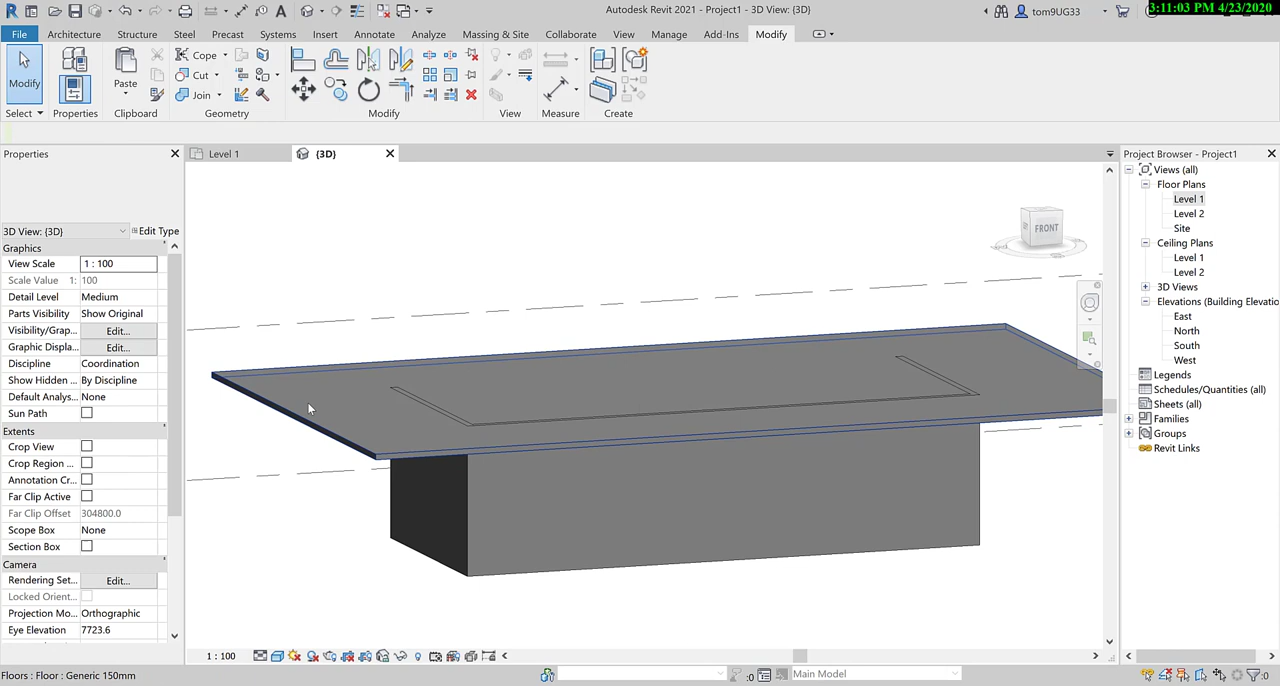 Autodesk Revit 2021 - Project1 - 3D View: {3D}
tom9UG33
3:11:03 PM 4/23/2020
File Architecture Structure Steel Precast Systems Insert Annotate Analyze Massing & Site Collaborate View Manage Add-Ins Modify
Modify
Paste
Cope
Cut
Join
Select Properties Clipboard Geometry Modify View Measure Create
Properties
Level 1
{3D}
Project Browser - Project1
3D View: {3D}
Edit Type
Graphics
View Scale 1 : 100
Scale Value 1: 100
Detail Level Medium
Parts Visibility Show Original
Visibility/Grap... Edit...
Graphic Displa... Edit...
Discipline Coordination
Show Hidden ... By Discipline
Default Analys... None
Sun Path
Extents
Crop View
Crop Region ...
Annotation Cr...
Far Clip Active
Far Clip Offset 304800.0
Scope Box None
Section Box
Camera
Rendering Set... Edit...
Locked Orient...
Projection Mo... Orthographic
Eye Elevation 7723.6
FRONT
Views (all)
Floor Plans
Level 1
Level 2
Site
Ceiling Plans
Level 1
Level 2
3D Views
Elevations (Building Elevatio
East
North
South
West
Legends
Schedules/Quantities (all)
Sheets (all)
Families
Groups
Revit Links
1 : 100
Floors : Floor : Generic 150mm
:0
Main Model
:0